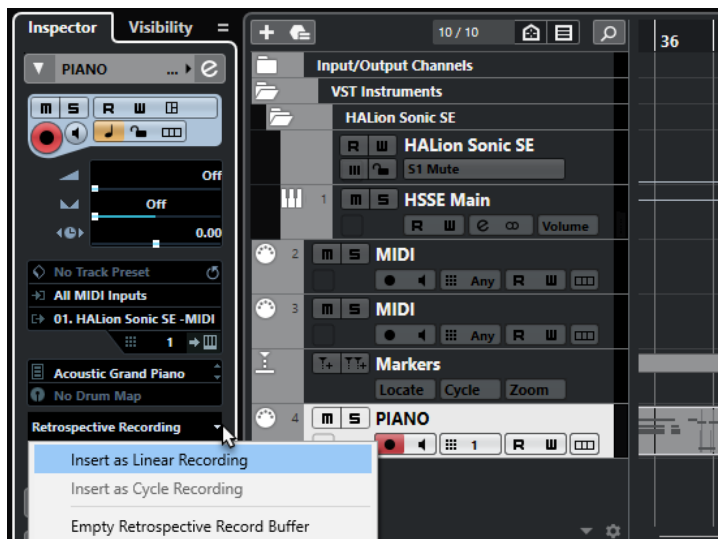 Inspector Visibility
10 / 10
36
PIANO ...
Input/Output Channels
m S R W
VST Instruments
HALion Sonic SE
R W HALion Sonic SE
S1 Mute
Off
1 m S HSSE Main
Off
R W e Volume
0.00
2 m S MIDI
No Track Preset
Any R W
All MIDI Inputs
3 m S MIDI
01. HALion Sonic SE -MIDI
Any R W
1
Markers
Acoustic Grand Piano
Locate Cycle Zoom
No Drum Map
4 m S PIANO
Retrospective Recording
1 R W
Insert as Linear Recording
Insert as Cycle Recording
Empty Retrospective Record Buffer